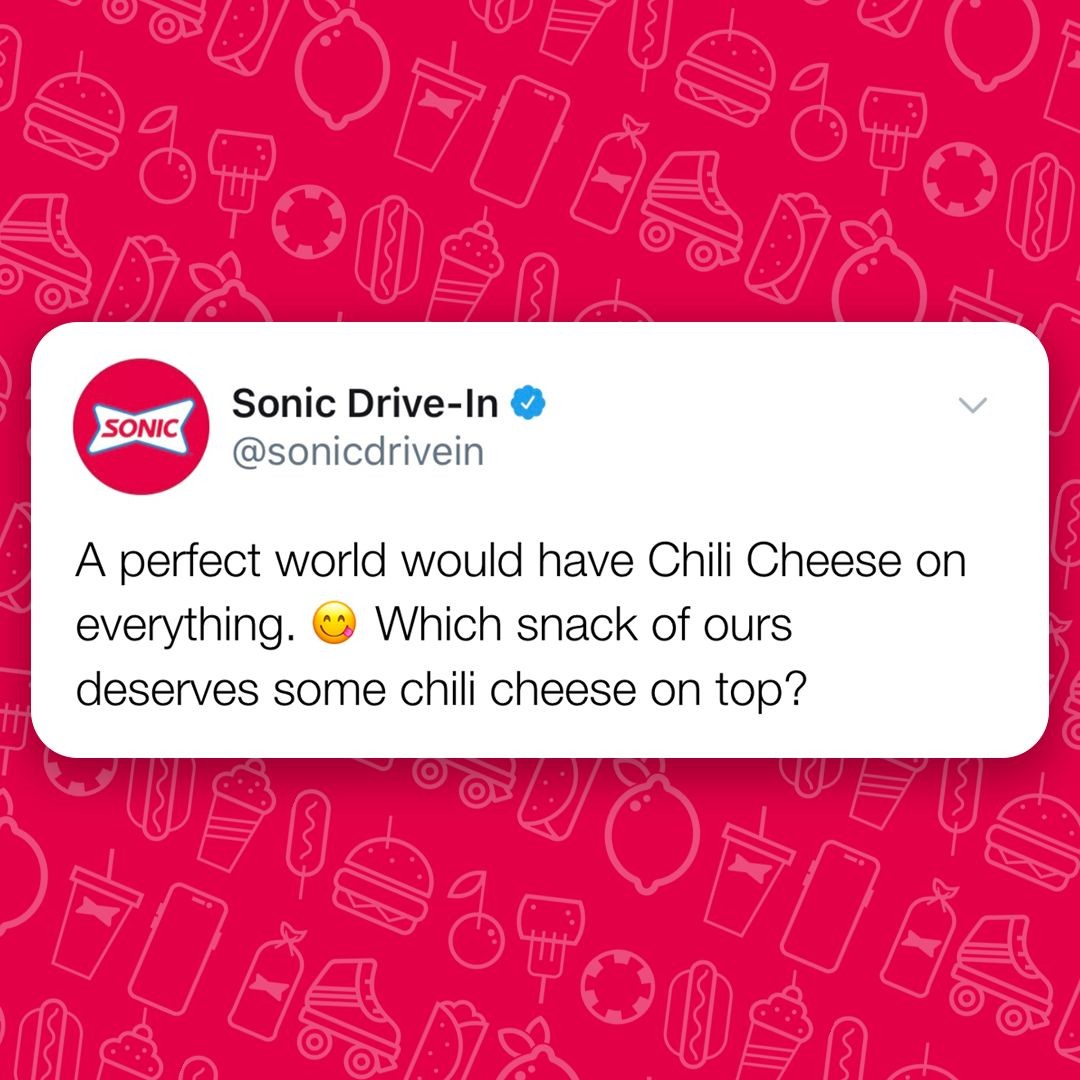 SONIC
Sonic Drive-In
@sonicdrivein
A perfect world would have Chili Cheese on
everything. 😋 Which snack of ours
deserves some chili cheese on top?